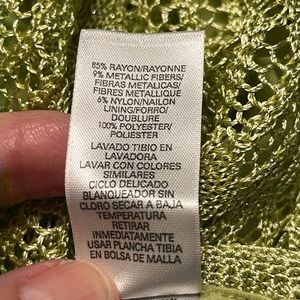 85% RAYON/RAYONNE
9% METALLIC FIBERS/
FIBRAS METALICAS/
FIBRES METALLIQUE
6% NYLON/NAILON
LINING/FORRO/
DOUBLURE
100% POLYESTER/
POLIESTER
LAVADO TIBIO EN
LAVADORA
LAVAR CON COLORES
SIMILARES
CICLO DELICADO
BLANQUEADOR SIN
CLORO SECAR A BAJA
TEMPERATURA
RETIRAR
INMEDIATAMENTE
USAR PLANCHA TIBIA
EN BOLSA DE MALLA